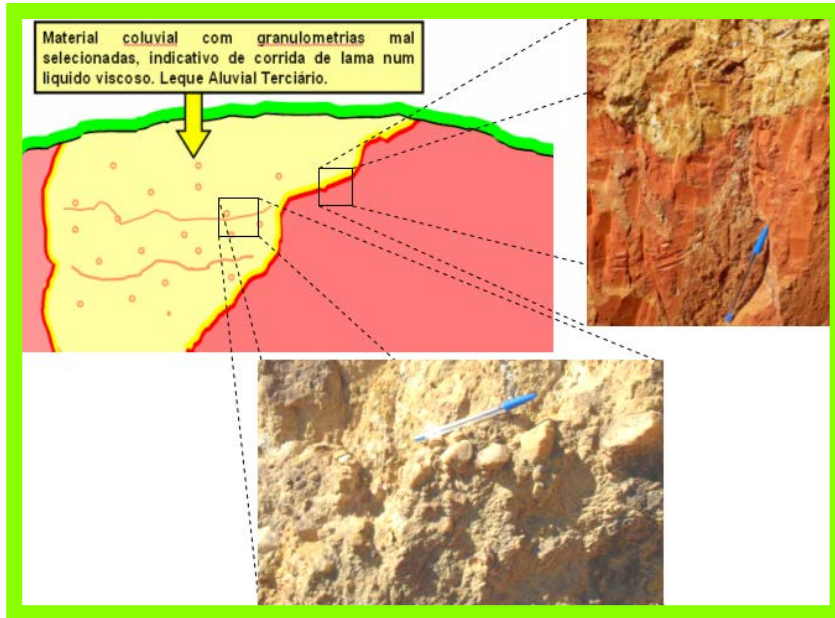 Material coluvial com granulometrias mal
selecionadas, indicativo de corrida de lama num
liquido viscoso. Leque Aluvial Terciário.